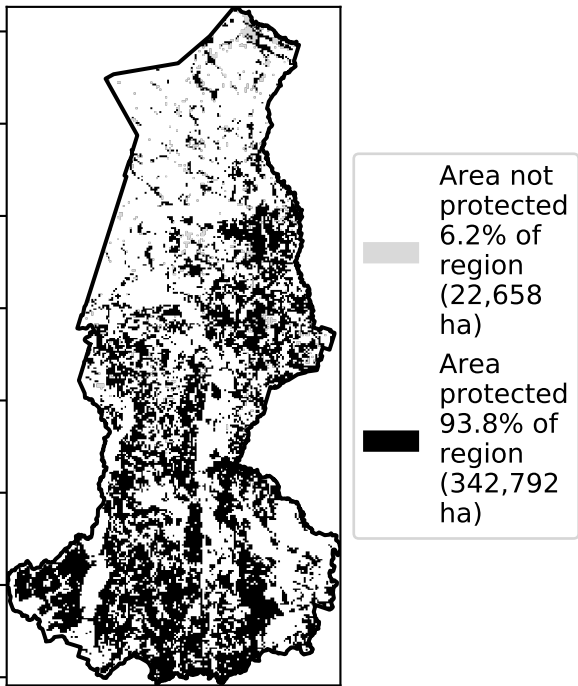 Area not
protected
6.2% of
region
(22,658
ha)
Area
protected
93.8% of
region
(342,792
ha)